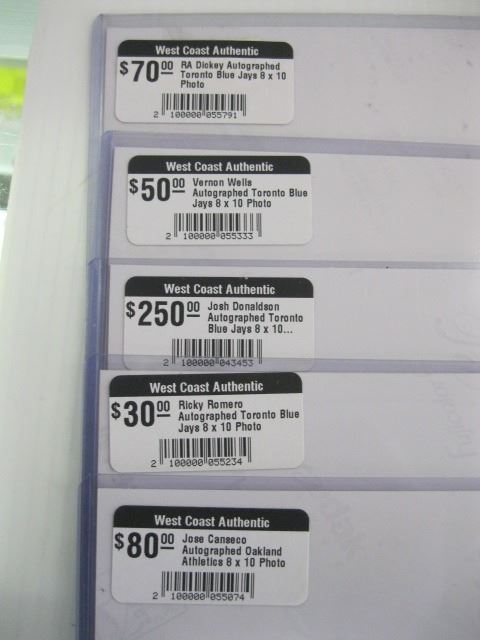 West Coast Authentic
$70 00 RA Dickey Autographed
Toronto Blue Jays 8 x 10
Photo
2 100000 055791
West Coast Authentic
$50 00 Vernon Wells
Autographed Toronto Blue
Jays 8 x 10 Photo
2 100000 055333
West Coast Authentic
$250 00 Josh Donaldson
Autographed Toronto
Blue Jays 8 x 10...
2 100000 043453
West Coast Authentic
$30 00 Ricky Romero
Autographed Toronto Blue
Jays 8 x 10 Photo
2 100000 055234
West Coast Authentic
$80 00 Jose Canseco
Autographed Oakland
Athletics 8 x 10 Photo
2 100000 055074